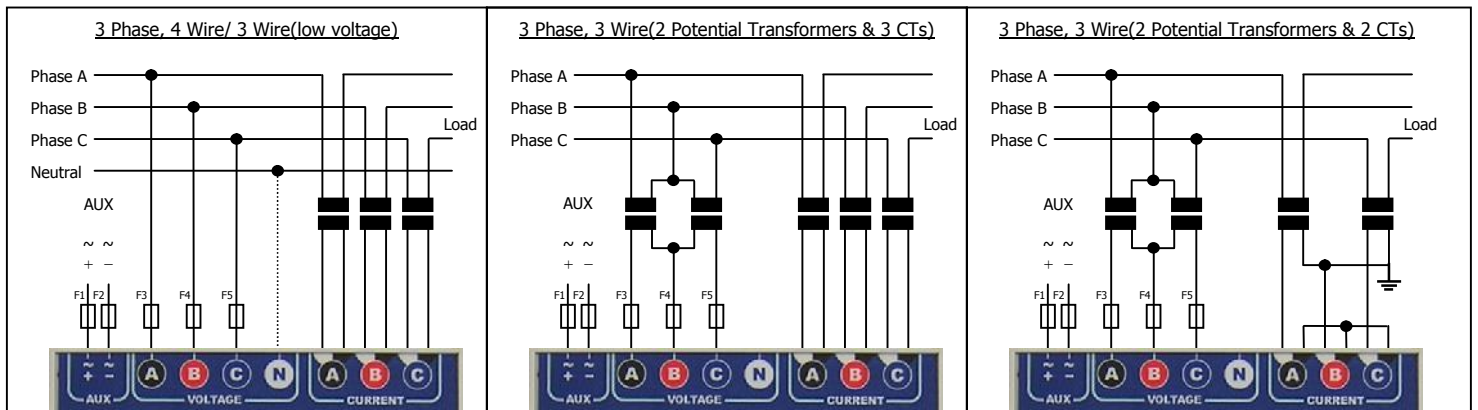 3 Phase, 4 Wire/ 3 Wire(low voltage)
Phase A
Phase B
Phase C
Load
Neutral
AUX
~ ~
+ −
F1 F2 F3 F4 F5
~ ~
+ −
A B C N A B C
AUX VOLTAGE CURRENT
3 Phase, 3 Wire(2 Potential Transformers & 3 CTs)
Phase A
Phase B
Phase C
Load
AUX
~ ~
+ −
F1 F2 F3 F4 F5
~ ~
+ −
A B C N A B C
AUX VOLTAGE CURRENT
3 Phase, 3 Wire(2 Potential Transformers & 2 CTs)
Phase A
Phase B
Phase C
Load
AUX
~ ~
+ −
F1 F2 F3 F4 F5
~ ~
+ −
A B C N A B C
AUX VOLTAGE CURRENT